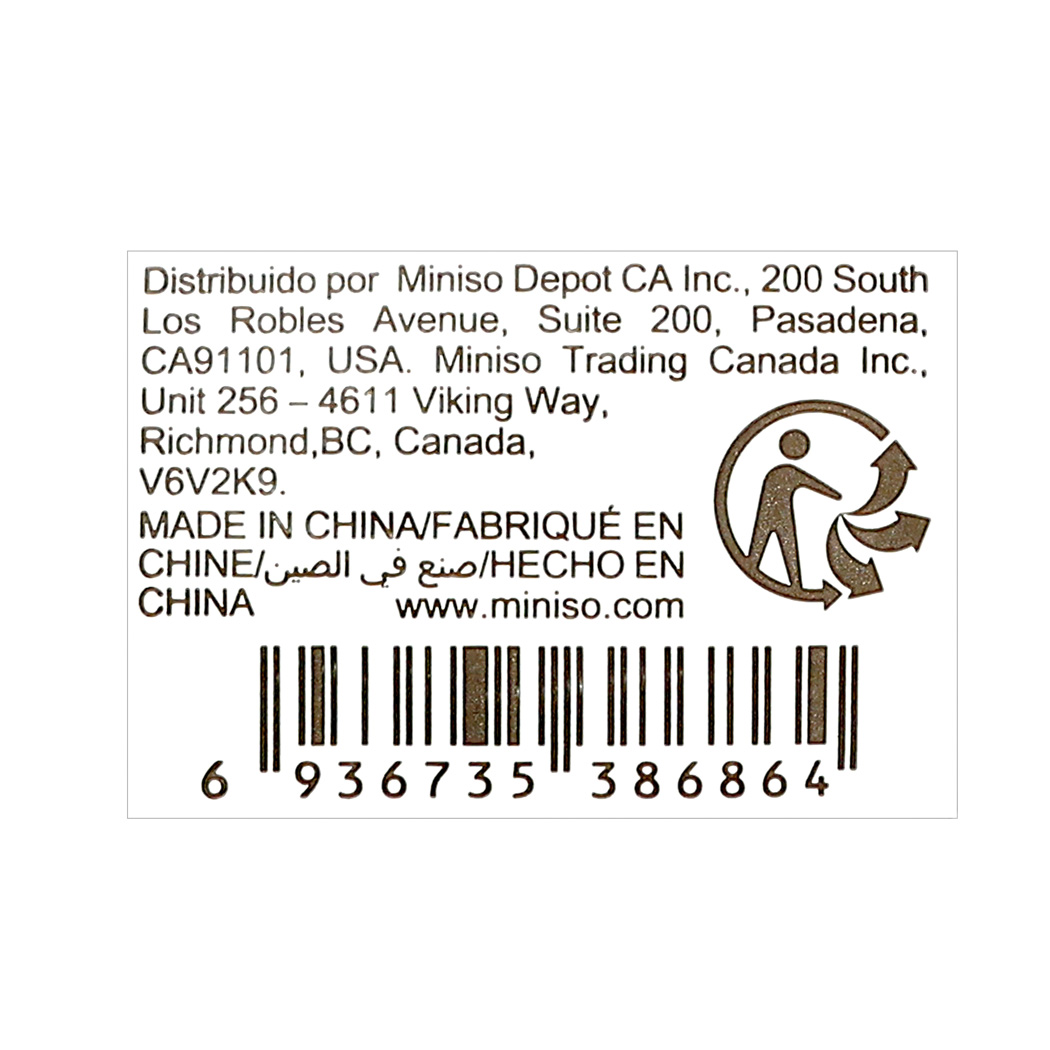 Distribuido por Miniso Depot CA Inc., 200 South
Los Robles Avenue, Suite 200, Pasadena,
CA91101, USA. Miniso Trading Canada Inc.,
Unit 256 – 4611 Viking Way,
Richmond,BC, Canada,
V6V2K9.
MADE IN CHINA/FABRIQUÉ EN
CHINE/صنع في الصين/HECHO EN
CHINA www.miniso.com
6 936735 386864